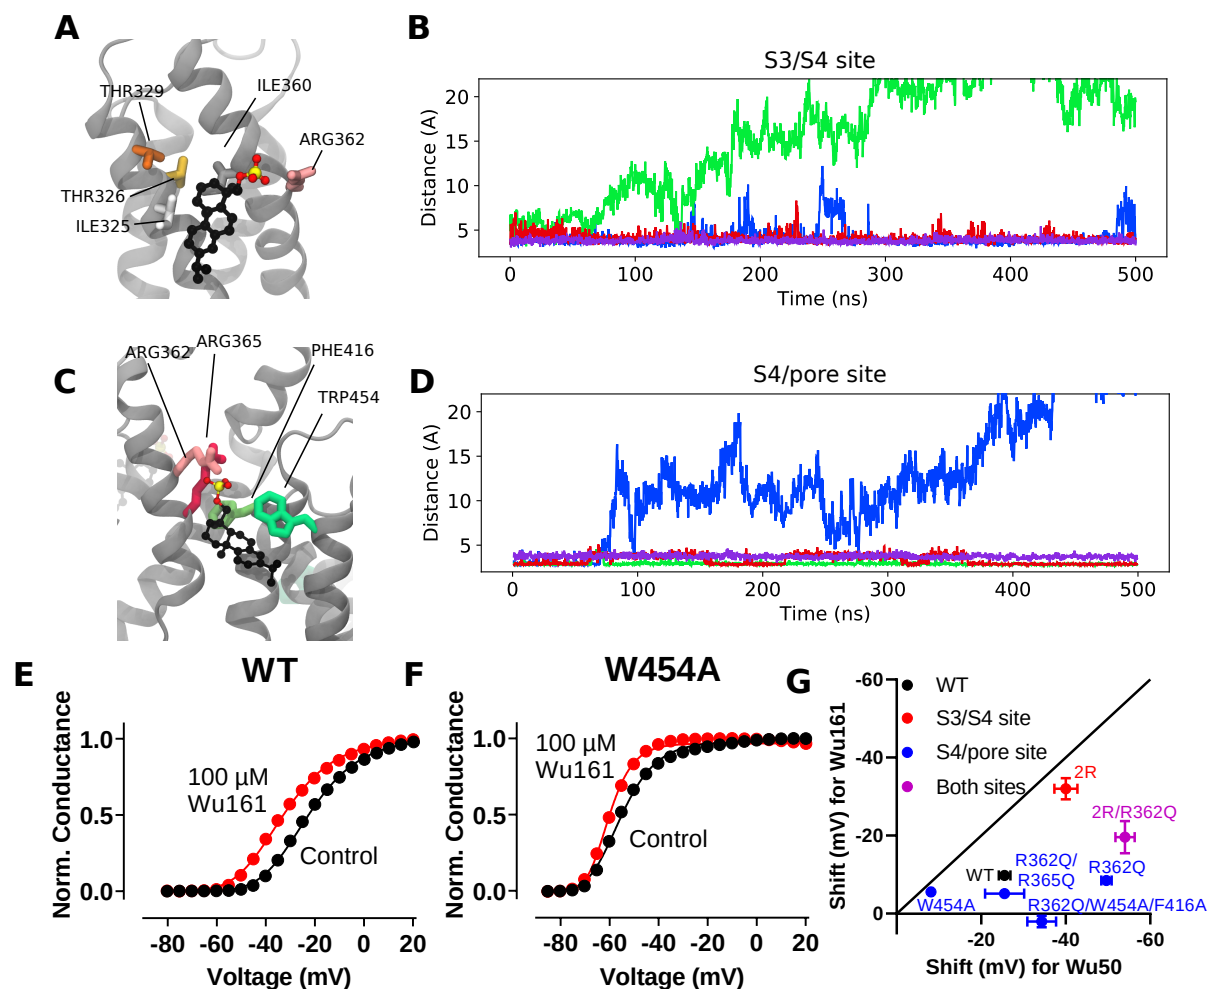 A
THR329
ILE360
ARG362
THR326
ILE325
B
S3/S4 site
Distance (A)
20
15
10
5
0
100
200
300
400
500
Time (ns)
C
ARG362
ARG365
PHE416
TRP454
D
S4/pore site
Distance (A)
20
15
10
5
0
100
200
300
400
500
Time (ns)
E
WT
Norm. Conductance
1.0
0.5
0.0
100 µM
Wu161
Control
-80
-60
-40
-20
0
20
Voltage (mV)
F
W454A
Norm. Conductance
1.0
0.5
0.0
100 µM
Wu161
Control
-80
-60
-40
-20
0
20
Voltage (mV)
G
Shift (mV) for Wu161
-60
-40
-20
0
WT
S3/S4 site
S4/pore site
Both sites
2R
2R/R362Q
WT
R362Q/
R365Q
R362Q
W454A
R362Q/W454A/F416A
-20
-40
-60
Shift (mV) for Wu50